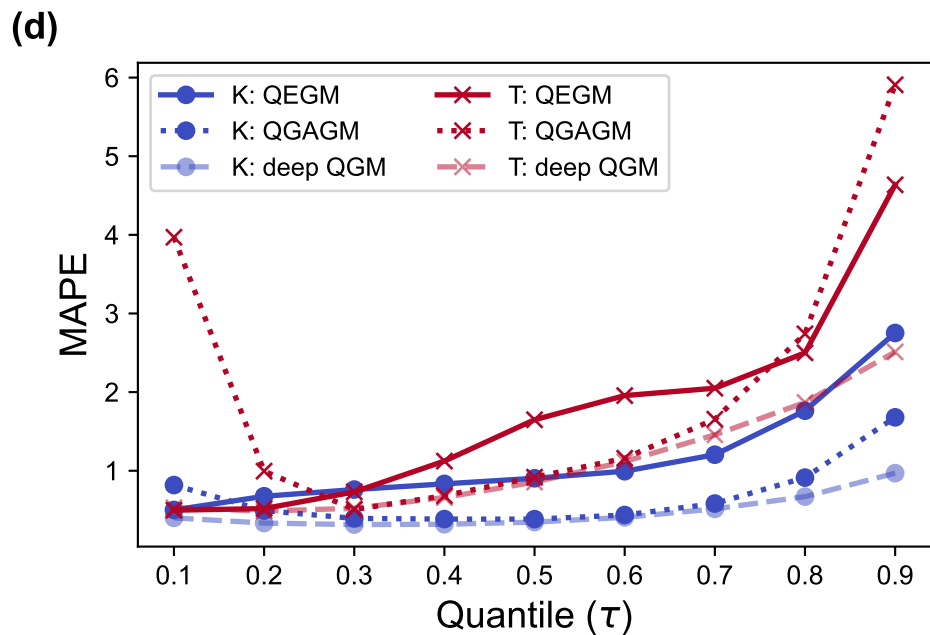 (d)
K: QEGM
K: QGAGM
K: deep QGM
T: QEGM
T: QGAGM
T: deep QGM
MAPE
6
5
4
3
2
1
0.1 0.2 0.3 0.4 0.5 0.6 0.7 0.8 0.9
Quantile (τ)